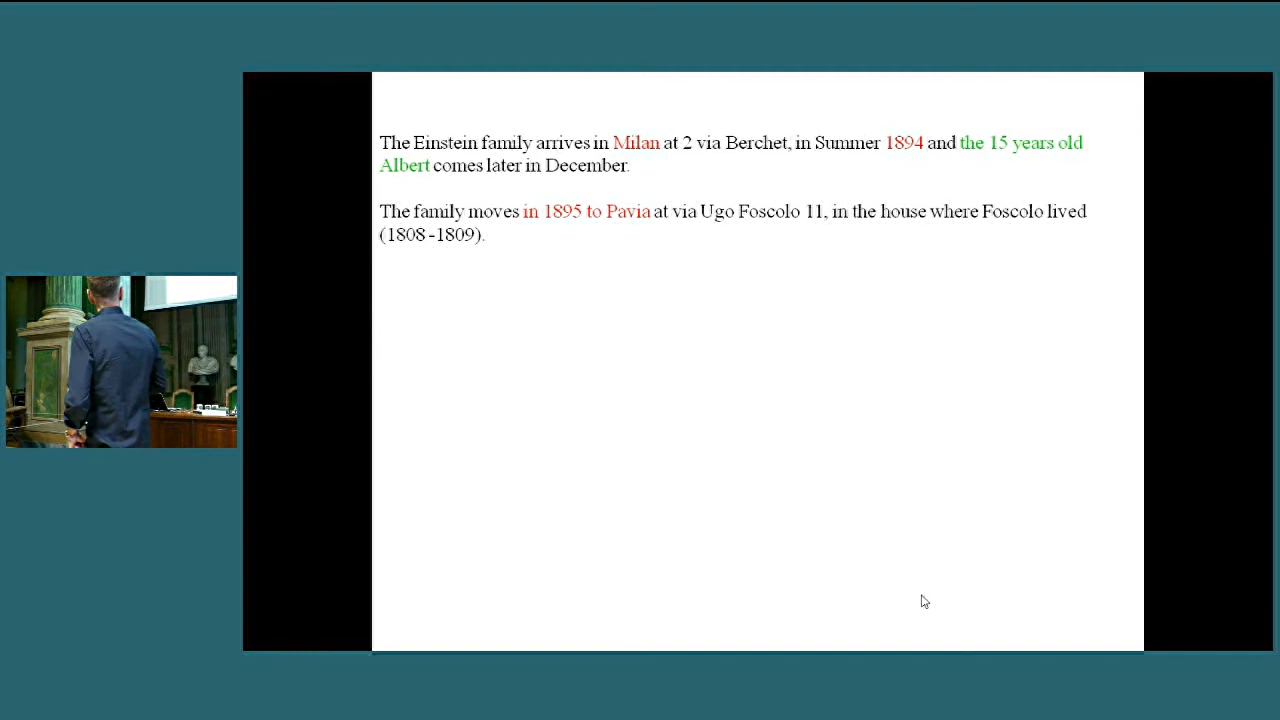 The Einstein family arrives in Milan at 2 via Berchet, in Summer 1894 and the 15 years old
Albert comes later in December.
The family moves in 1895 to Pavia at via Ugo Foscolo 11, in the house where Foscolo lived
(1808 -1809).